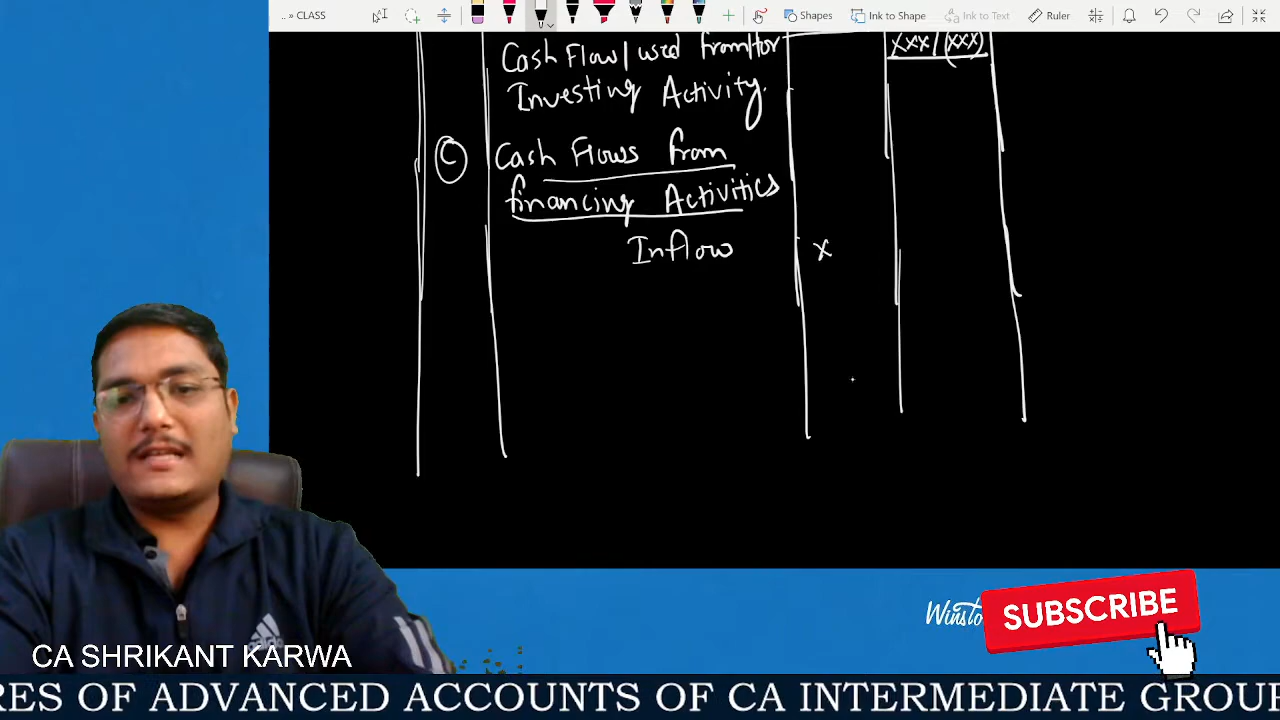 .. » CLASS
Shapes
Ink to Shape
Ink to Text
Ruler
Cash Flow/ used from/for
xxx / (xxx)
Investing Activity.
C Cash Flows from
financing Activities
Inflow x
Winsto
SUBSCRIBE
CA SHRIKANT KARWA
RES OF ADVANCED ACCOUNTS OF CA INTERMEDIATE GROUP